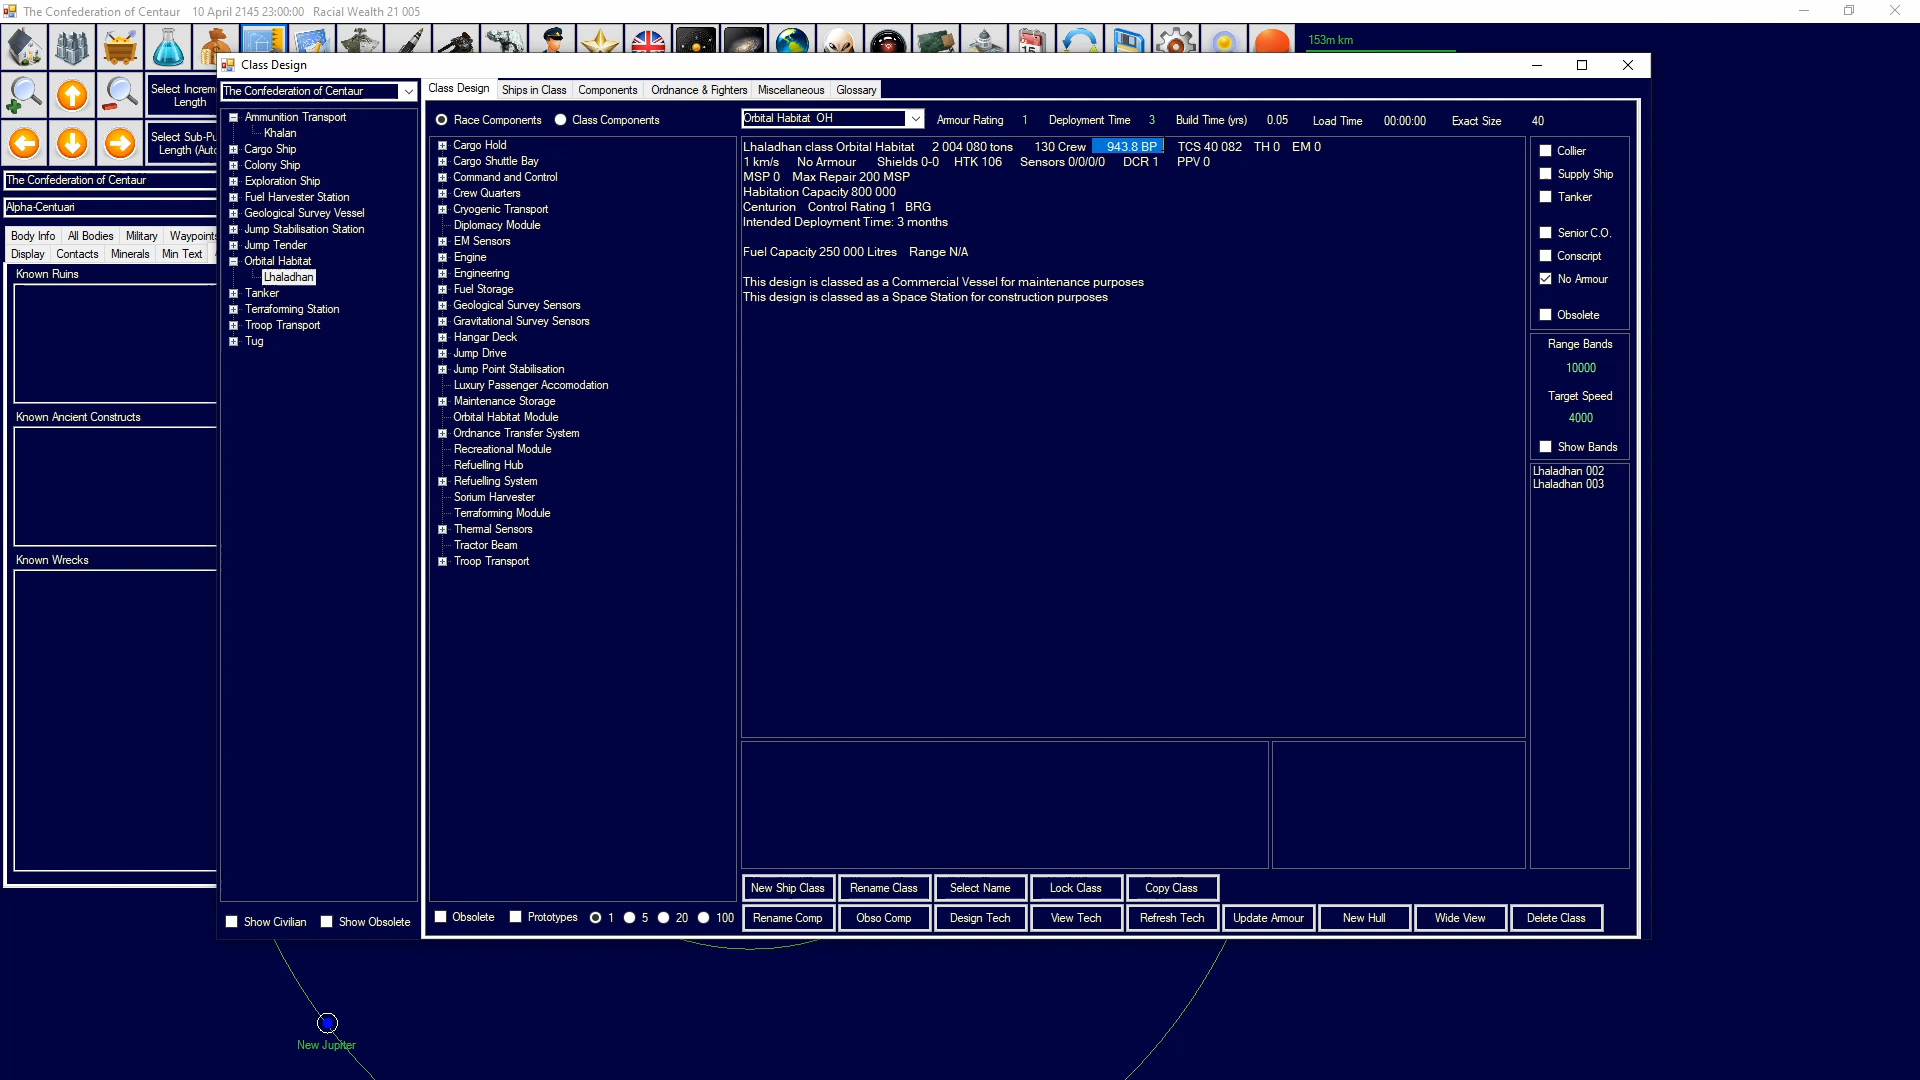 The Confederation of Centaur 10 April 2145 23:00:00 Racial Wealth 21 005
153m km
Select Increm
Length
Select Sub-Pu
Length (Auto
The Confederation of Centaur
Alpha-Centuari
Body Info All Bodies Military Waypoints
Display Contacts Minerals Min Text
Known Ruins
Known Ancient Constructs
Known Wrecks
Class Design
The Confederation of Centaur
Ammunition Transport
Khalan
Cargo Ship
Colony Ship
Exploration Ship
Fuel Harvester Station
Geological Survey Vessel
Jump Stabilisation Station
Jump Tender
Orbital Habitat
Lhaladhan
Tanker
Terraforming Station
Troop Transport
Tug
Show Civilian Show Obsolete
Class Design Ships in Class Components Ordnance & Fighters Miscellaneous Glossary
Race Components Class Components
Cargo Hold
Cargo Shuttle Bay
Command and Control
Crew Quarters
Cryogenic Transport
Diplomacy Module
EM Sensors
Engine
Engineering
Fuel Storage
Geological Survey Sensors
Gravitational Survey Sensors
Hangar Deck
Jump Drive
Jump Point Stabilisation
Luxury Passenger Accomodation
Maintenance Storage
Orbital Habitat Module
Ordnance Transfer System
Recreational Module
Refuelling Hub
Refuelling System
Sorium Harvester
Terraforming Module
Thermal Sensors
Tractor Beam
Troop Transport
Obsolete Prototypes 1 5 20 100
Orbital Habitat OH Armour Rating 1 Deployment Time 3 Build Time (yrs) 0.05 Load Time 00:00:00 Exact Size 40
Lhaladhan class Orbital Habitat 2 004 080 tons 130 Crew 943.8 BP TCS 40 082 TH 0 EM 0
1 km/s No Armour Shields 0-0 HTK 106 Sensors 0/0/0/0 DCR 1 PPV 0
MSP 0 Max Repair 200 MSP
Habitation Capacity 800 000
Centurion Control Rating 1 BRG
Intended Deployment Time: 3 months
Fuel Capacity 250 000 Litres Range N/A
This design is classed as a Commercial Vessel for maintenance purposes
This design is classed as a Space Station for construction purposes
Collier
Supply Ship
Tanker
Senior C.O.
Conscript
No Armour
Obsolete
Range Bands
10000
Target Speed
4000
Show Bands
Lhaladhan 002
Lhaladhan 003
New Ship Class Rename Class Select Name Lock Class Copy Class
Rename Comp Obso Comp Design Tech View Tech Refresh Tech Update Armour New Hull Wide View Delete Class
New Jupiter